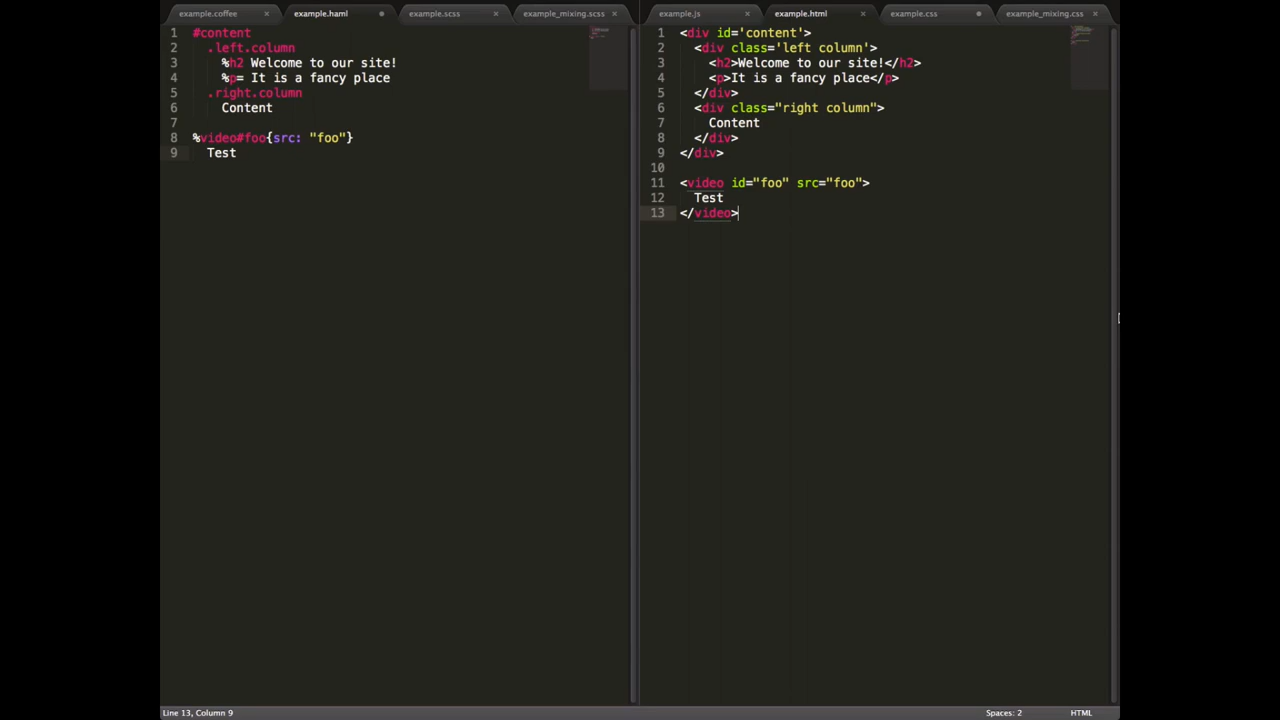 example.coffee × example.haml example.scss × example_mixing.scss ×
1 #content
2 .left.column
3 %h2 Welcome to our site!
4 %p= It is a fancy place
5 .right.column
6 Content
7
8 %video#foo{src: "foo"}
9 Test
example.js × example.html × example.css example_mixing.css ×
1 <div id='content'>
2 <div class='left column'>
3 <h2>Welcome to our site!</h2>
4 <p>It is a fancy place</p>
5 </div>
6 <div class="right column">
7 Content
8 </div>
9 </div>
10
11 <video id="foo" src="foo">
12 Test
13 </video>
Line 13, Column 9
Spaces: 2 HTML